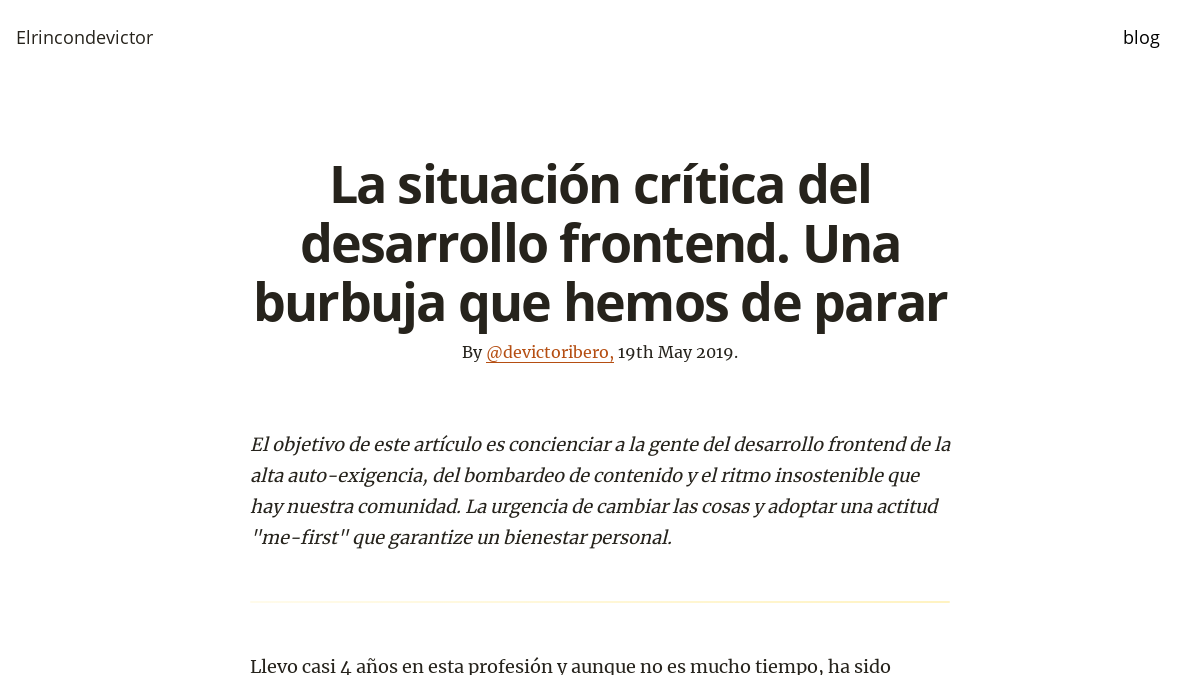 Elrincondevictor
blog
La situación crítica del
desarrollo frontend. Una
burbuja que hemos de parar
By @devictoribero, 19th May 2019.
El objetivo de este artículo es concienciar a la gente del desarrollo frontend de la
alta auto-exigencia, del bombardeo de contenido y el ritmo insostenible que
hay nuestra comunidad. La urgencia de cambiar las cosas y adoptar una actitud
"me-first" que garantize un bienestar personal.
Llevo casi 4 años en esta profesión y aunque no es mucho tiempo, ha sido